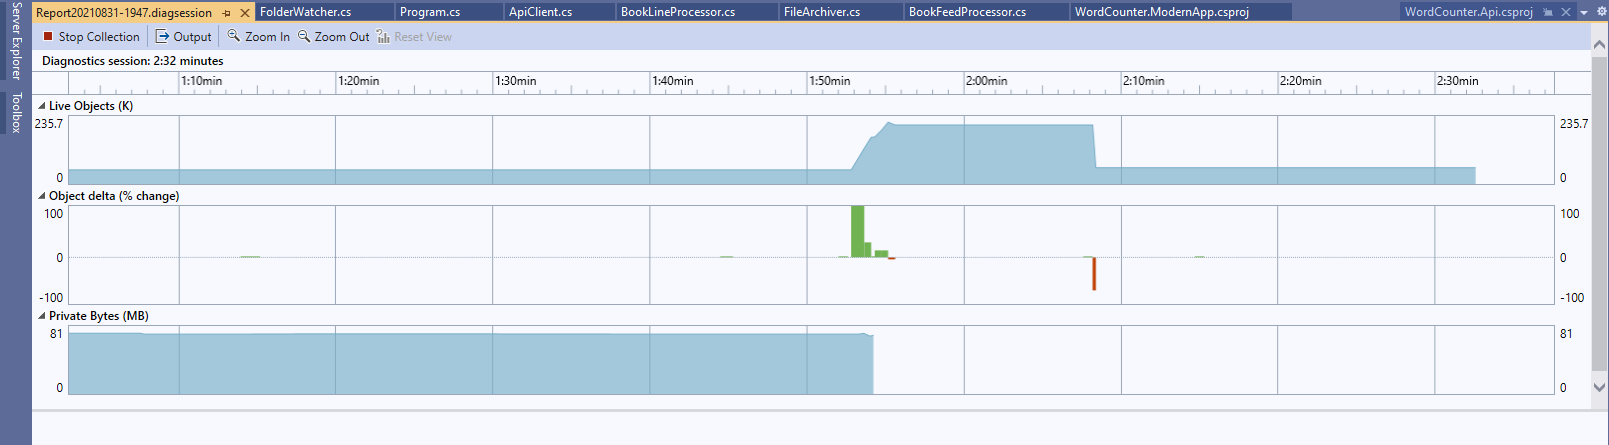 Server Explorer
Toolbox
Report20210831-1947.diagsession
FolderWatcher.cs
Program.cs
ApiClient.cs
BookLineProcessor.cs
FileArchiver.cs
BookFeedProcessor.cs
WordCounter.ModernApp.csproj
WordCounter.Api.csproj
Stop Collection Output Zoom In Zoom Out Reset View
Diagnostics session: 2:32 minutes
1:10min 1:20min 1:30min 1:40min 1:50min 2:00min 2:10min 2:20min 2:30min
Live Objects (K)
235.7 235.7
0 0
Object delta (% change)
100 100
0 0
-100 -100
Private Bytes (MB)
81 81
0 0